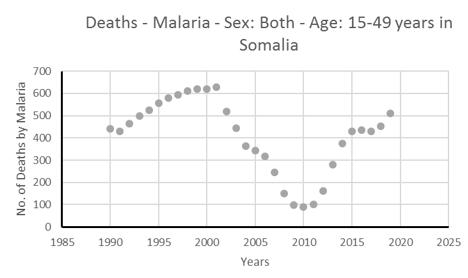 Deaths - Malaria - Sex: Both - Age: 15-49 years in
Somalia
700
600
500
400
300
200
100
0
No. of Deaths by Malaria
1985 1990 1995 2000 2005 2010 2015 2020 2025
Years